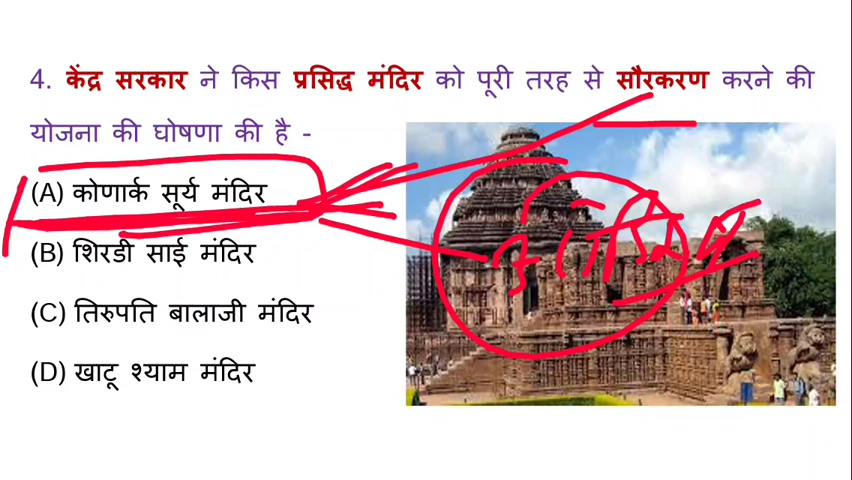 4. केंद्र सरकार ने किस प्रसिद्ध मंदिर को पूरी तरह से सौरकरण करने की
योजना की घोषणा की है -
(A) कोणार्क सूर्य मंदिर
(B) शिरडी साई मंदिर
(C) तिरुपति बालाजी मंदिर
(D) खाटू श्याम मंदिर